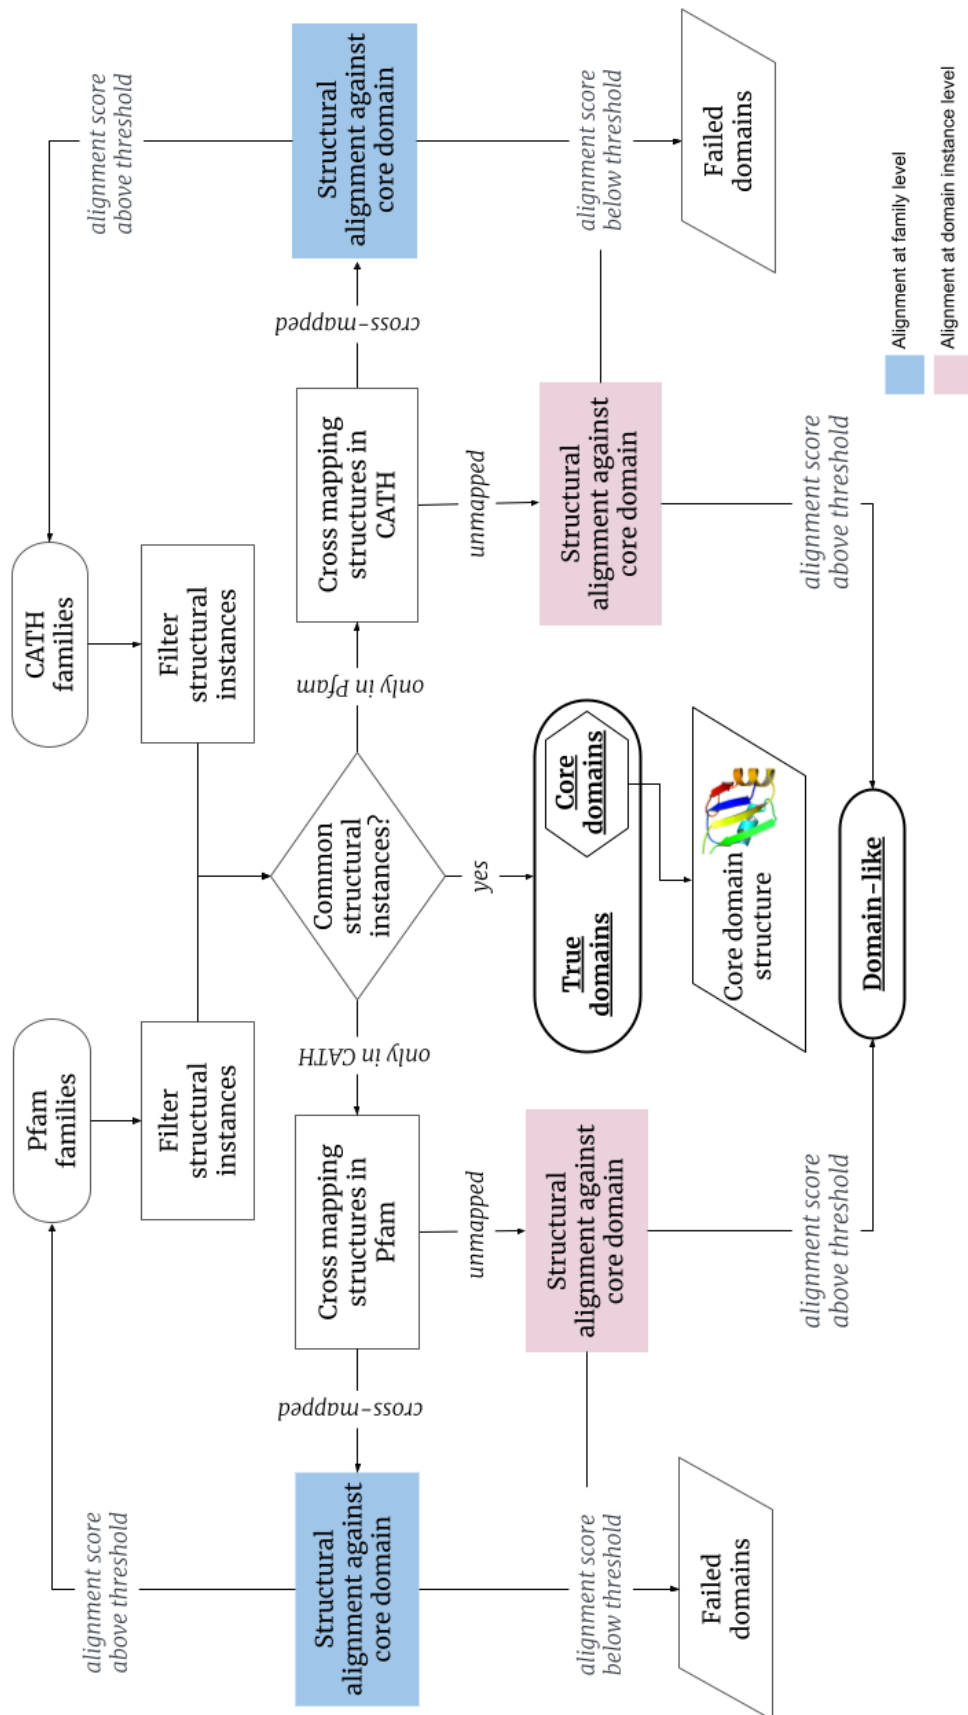 Pfam
families
CATH
families
Filter
structural
instances
Filter
structural
instances
alignment score
above threshold
alignment score
above threshold
Common
structural
instances?
only in CATH
only in Pfam
yes
Cross mapping
structures in
Pfam
Cross mapping
structures in
CATH
cross-mapped
cross-mapped
unmapped
unmapped
Structural
alignment against
core domain
Structural
alignment against
core domain
Structural
alignment against
core domain
Structural
alignment against
core domain
True
domains
Core
domains
alignment score
below threshold
alignment score
below threshold
Core domain
structure
Failed
domains
Failed
domains
alignment score
above threshold
alignment score
above threshold
Domain-like
Alignment at family level
Alignment at domain instance level